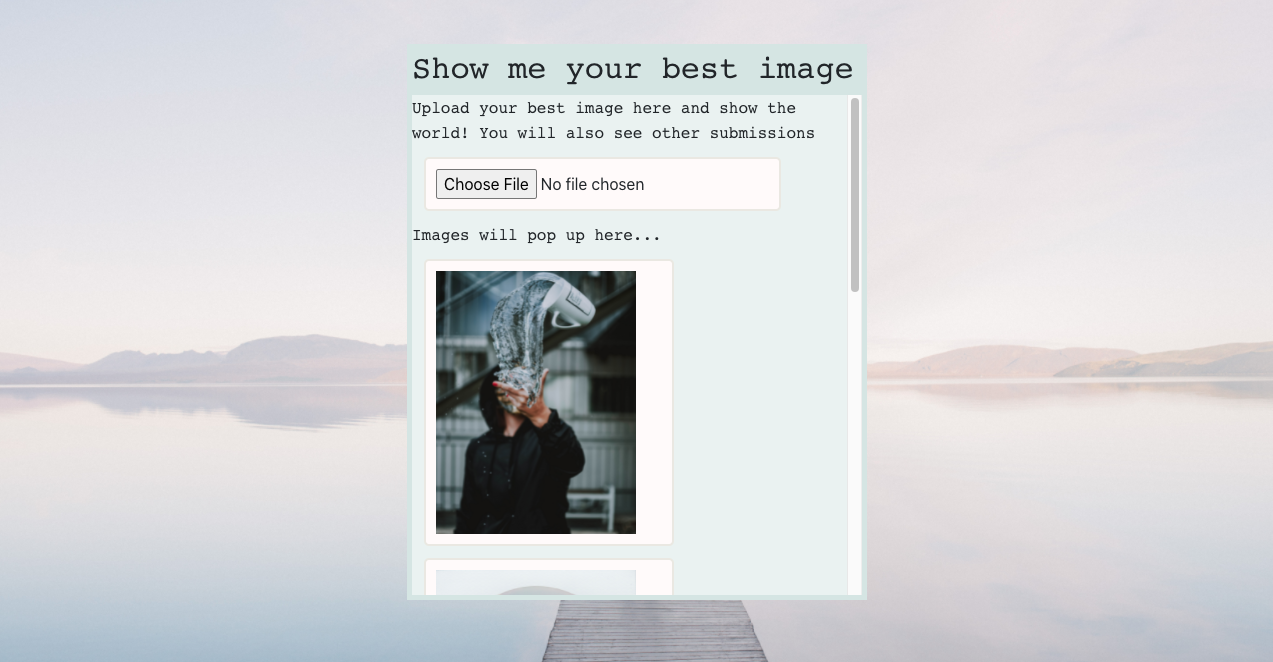 Show me your best image
Upload your best image here and show the
world! You will also see other submissions
Choose File No file chosen
Images will pop up here...